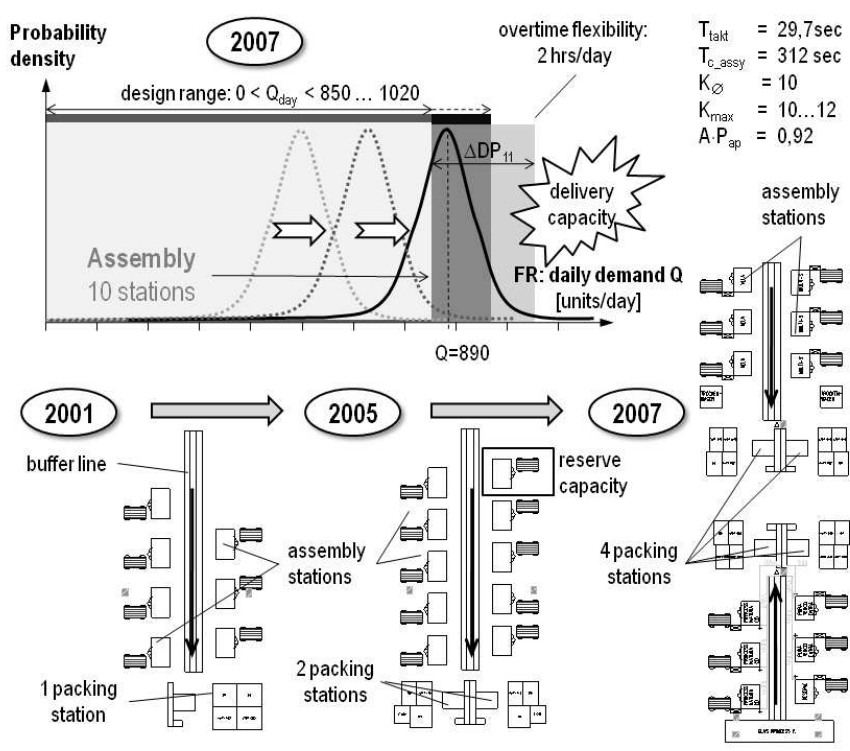 Probability
density
2007
overtime flexibility:
2 hrs/day
T_takt = 29,7sec
T_c_assy = 312 sec
K_Ø = 10
K_max = 10...12
A·P_ap = 0,92
design range: 0 < Q_day < 850 ... 1020
ΔDP_11
delivery
capacity
Assembly
10 stations
FR: daily demand Q
[units/day]
Q=890
assembly
stations
2001
2005
2007
buffer line
reserve
capacity
assembly
stations
4 packing
stations
1 packing
station
2 packing
stations